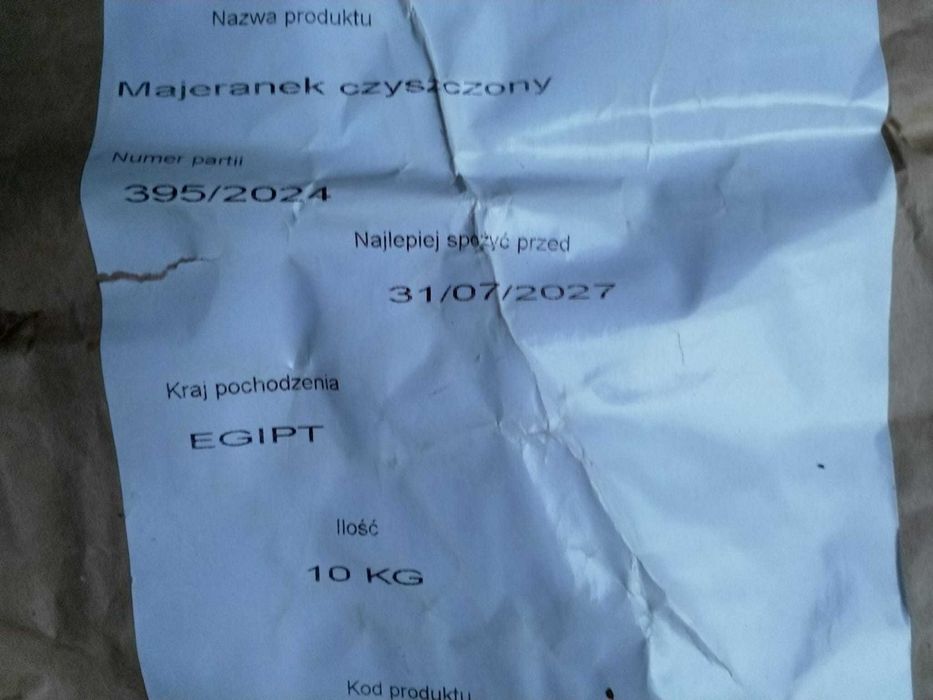 Nazwa produktu
Majeranek czyszczony
Numer partii
395/2024
Najlepiej spożyć przed
31/07/2027
Kraj pochodzenia
EGIPT
Ilość
10 KG
Kod produktu